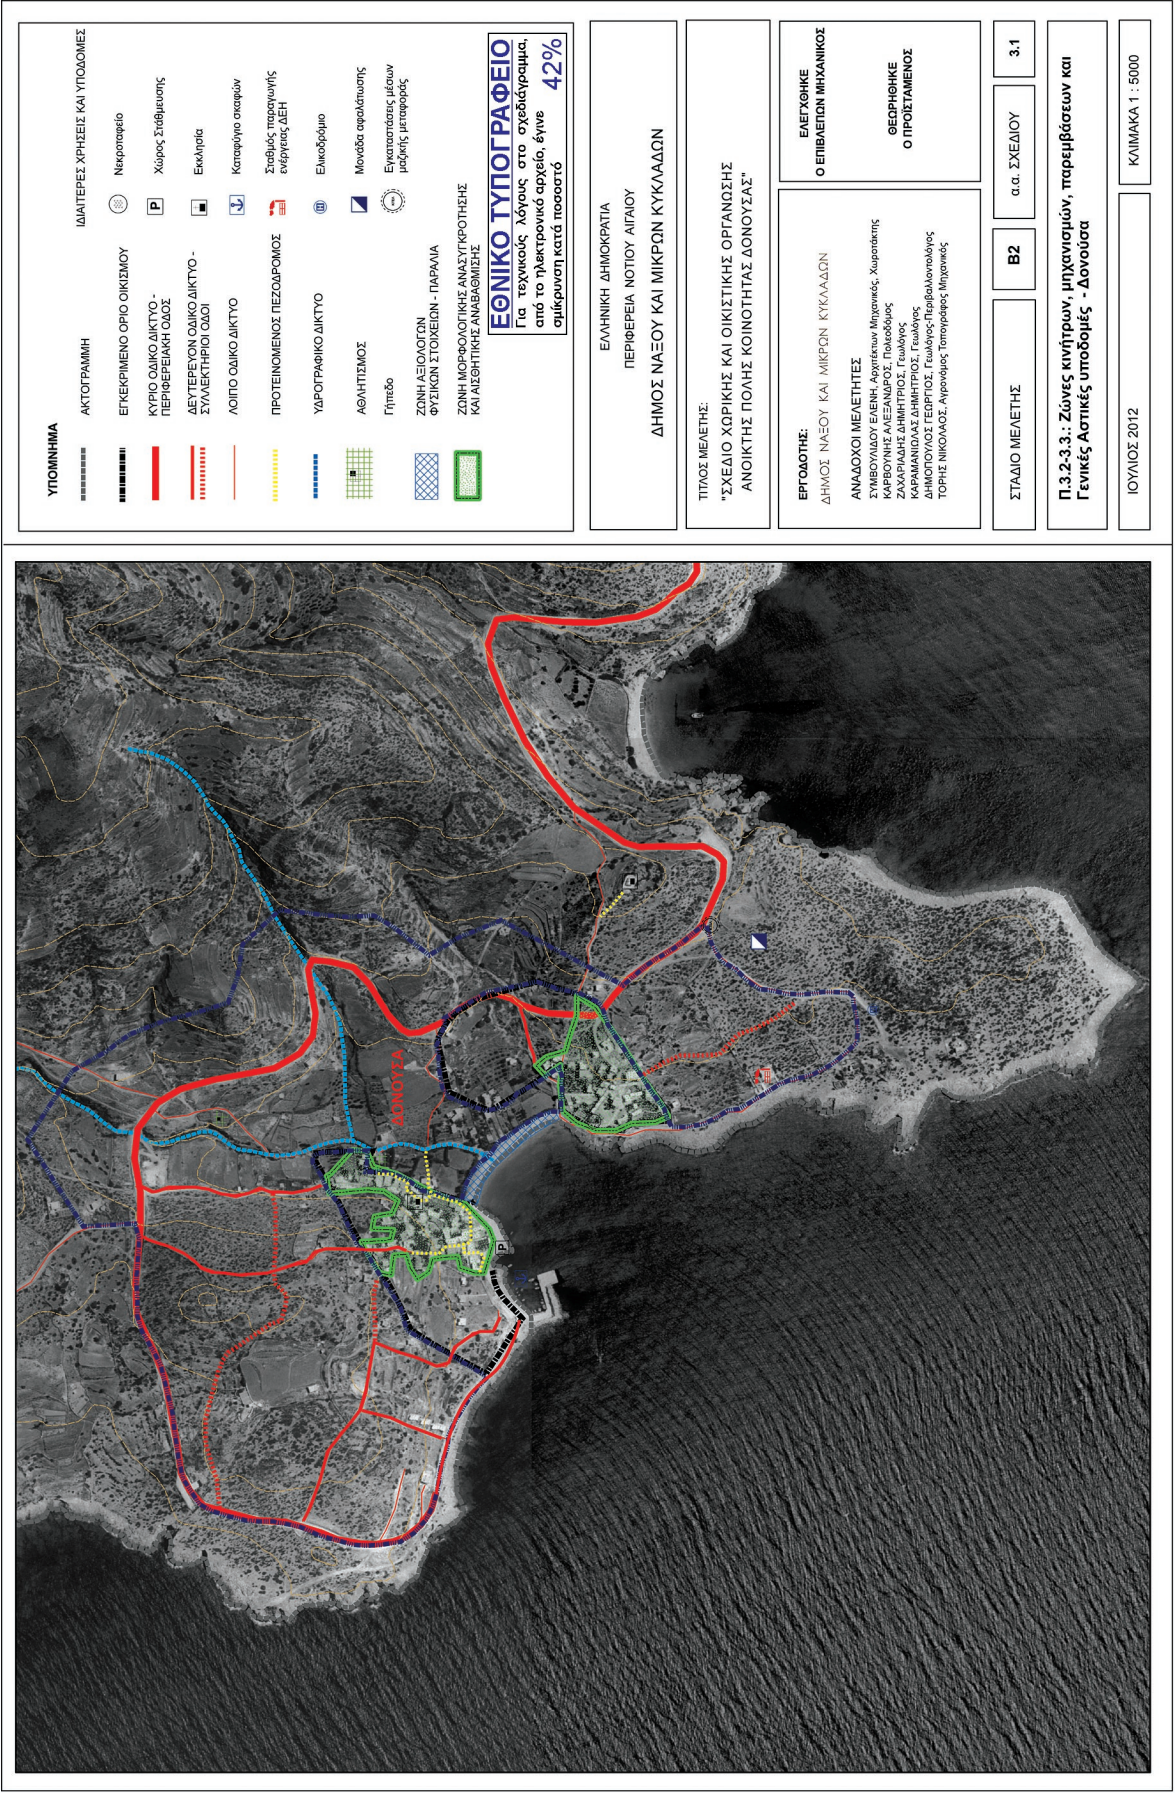 ΥΠΟΜΝΗΜΑ
ΑΚΤΟΓΡΑΜΜΗ
ΕΓΚΕΚΡΙΜΕΝΟ ΟΡΙΟ ΟΙΚΙΣΜΟΥ
ΚΥΡΙΟ ΟΔΙΚΟ ΔΙΚΤΥΟ -
ΠΕΡΙΦΕΡΕΙΑΚΗ ΟΔΟΣ
ΔΕΥΤΕΡΕΥΟΝ ΟΔΙΚΟ ΔΙΚΤΥΟ -
ΣΥΛΛΕΚΤΗΡΙΟΙ ΟΔΟΙ
ΛΟΙΠΟ ΟΔΙΚΟ ΔΙΚΤΥΟ
ΠΡΟΤΕΙΝΟΜΕΝΟΣ ΠΕΖΟΔΡΟΜΟΣ
ΥΔΡΟΓΡΑΦΙΚΟ ΔΙΚΤΥΟ
ΑΘΛΗΤΙΣΜΟΣ
Γήπεδο
ΖΩΝΗ ΑΞΙΟΛΟΓΩΝ
ΦΥΣΙΚΩΝ ΣΤΟΙΧΕΙΩΝ - ΠΑΡΑΛΙΑ
ΖΩΝΗ ΜΟΡΦΟΛΟΓΙΚΗΣ ΑΝΑΣΥΓΚΡΟΤΗΣΗΣ
ΚΑΙ ΑΙΣΘΗΤΙΚΗΣ ΑΝΑΒΑΘΜΙΣΗΣ
ΙΔΙΑΙΤΕΡΕΣ ΧΡΗΣΕΙΣ ΚΑΙ ΥΠΟΔΟΜΕΣ
Νεκροταφείο
P
Χώρος Στάθμευσης
Εκκλησία
Καταφύγιο σκαφών
Σταθμός παραγωγής
ενέργειας ΔΕΗ
Ελικοδρόμιο
Μονάδα αφαλάτωσης
Εγκαταστάσεις μέσων
μαζικής μεταφοράς
ΕΘΝΙΚΟ ΤΥΠΟΓΡΑΦΕΙΟ
Για τεχνικούς λόγους στο σχεδιάγραμμα,
από το ηλεκτρονικό αρχείο, έγινε
σμίκρυνση κατά ποσοστό 42%
ΕΛΛΗΝΙΚΗ ΔΗΜΟΚΡΑΤΙΑ
ΠΕΡΙΦΕΡΕΙΑ ΝΟΤΙΟΥ ΑΙΓΑΙΟΥ
ΔΗΜΟΣ ΝΑΞΟΥ ΚΑΙ ΜΙΚΡΩΝ ΚΥΚΛΑΔΩΝ
ΤΙΤΛΟΣ ΜΕΛΕΤΗΣ:
"ΣΧΕΔΙΟ ΧΩΡΙΚΗΣ ΚΑΙ ΟΙΚΙΣΤΙΚΗΣ ΟΡΓΑΝΩΣΗΣ
ΑΝΟΙΚΤΗΣ ΠΟΛΗΣ ΚΟΙΝΟΤΗΤΑΣ ΔΟΝΟΥΣΑΣ"
ΕΡΓΟΔΟΤΗΣ:
ΔΗΜΟΣ ΝΑΞΟΥ ΚΑΙ ΜΙΚΡΩΝ ΚΥΚΛΑΔΩΝ
ΑΝΑΔΟΧΟΙ ΜΕΛΕΤΗΤΕΣ
ΣΥΜΒΟΥΛΙΔΟΥ ΕΛΕΝΗ, Αρχιτέκτων Μηχανικός, Χωροτάκτης
ΚΑΡΒΟΥΝΗΣ ΑΛΕΞΑΝΔΡΟΣ, Πολεοδόμος
ΖΑΧΑΡΙΑΔΗΣ ΔΗΜΗΤΡΙΟΣ, Γεωλόγος
ΚΑΡΑΜΑΝΩΛΑΣ ΔΗΜΗΤΡΙΟΣ, Γεωλόγος
ΔΗΜΟΠΟΥΛΟΣ ΓΕΩΡΓΙΟΣ, Γεωλόγος-Περιβαλλοντολόγος
ΤΟΡΗΣ ΝΙΚΟΛΑΟΣ, Αγρονόμος Τοπογράφος Μηχανικός
ΕΛΕΓΧΘΗΚΕ
Ο ΕΠΙΒΛΕΠΩΝ ΜΗΧΑΝΙΚΟΣ
ΘΕΩΡΗΘΗΚΕ
Ο ΠΡΟΪΣΤΑΜΕΝΟΣ
ΣΤΑΔΙΟ ΜΕΛΕΤΗΣ
Β2
α.α. ΣΧΕΔΙΟΥ
3.1
Π.3.2-3.3.: Ζώνες κινήτρων, μηχανισμών, παρεμβάσεων και
Γενικές Αστικές υποδομές - Δονούσα
ΙΟΥΛΙΟΣ 2012
ΚΛΙΜΑΚΑ 1 : 5000
ΔΟΝΟΥΣΑ
P